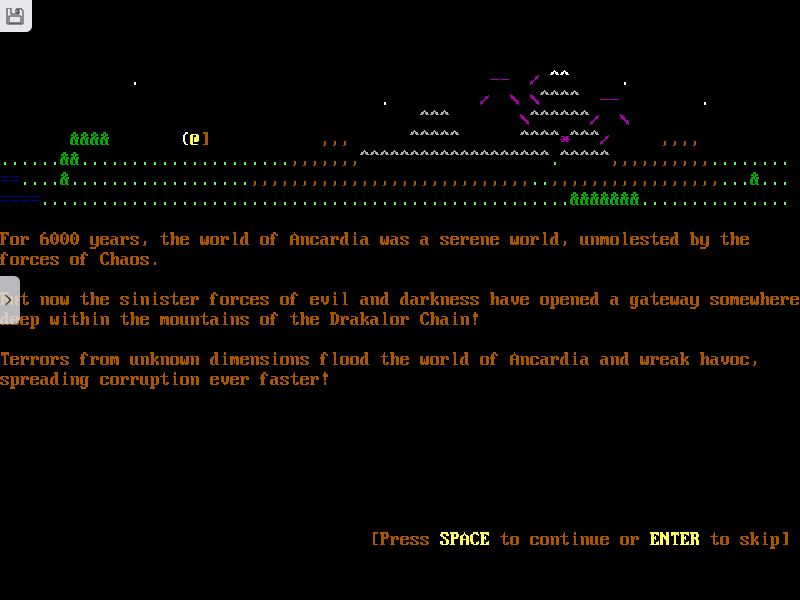 For 6000 years, the world of Ancardia was a serene world, unmolested by the
forces of Chaos.
now the sinister forces of evil and darkness have opened a gateway somewhere
deep within the mountains of the Drakalor Chain!
Terrors from unknown dimensions flood the world of Ancardia and wreak havoc,
spreading corruption ever faster!
[Press SPACE to continue or ENTER to skip]